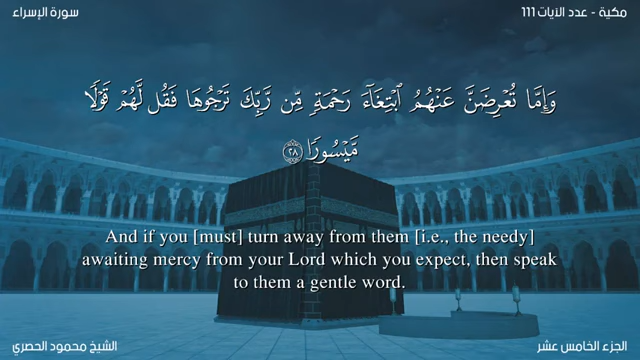 سورة الإسراء
مكية - عدد الآيات 111
وَإِمَّا تُعْرِضَنَّ عَنْهُمُ ٱبْتِغَآءَ رَحْمَةٍ مِّن رَّبِّكَ تَرْجُوهَا فَقُل لَّهُمْ قَوْلًا
مَّيْسُورًا ٢٨
And if you [must] turn away from them [i.e., the needy]
awaiting mercy from your Lord which you expect, then speak
to them a gentle word.
الشيخ محمود الحصري
الجزء الخامس عشر